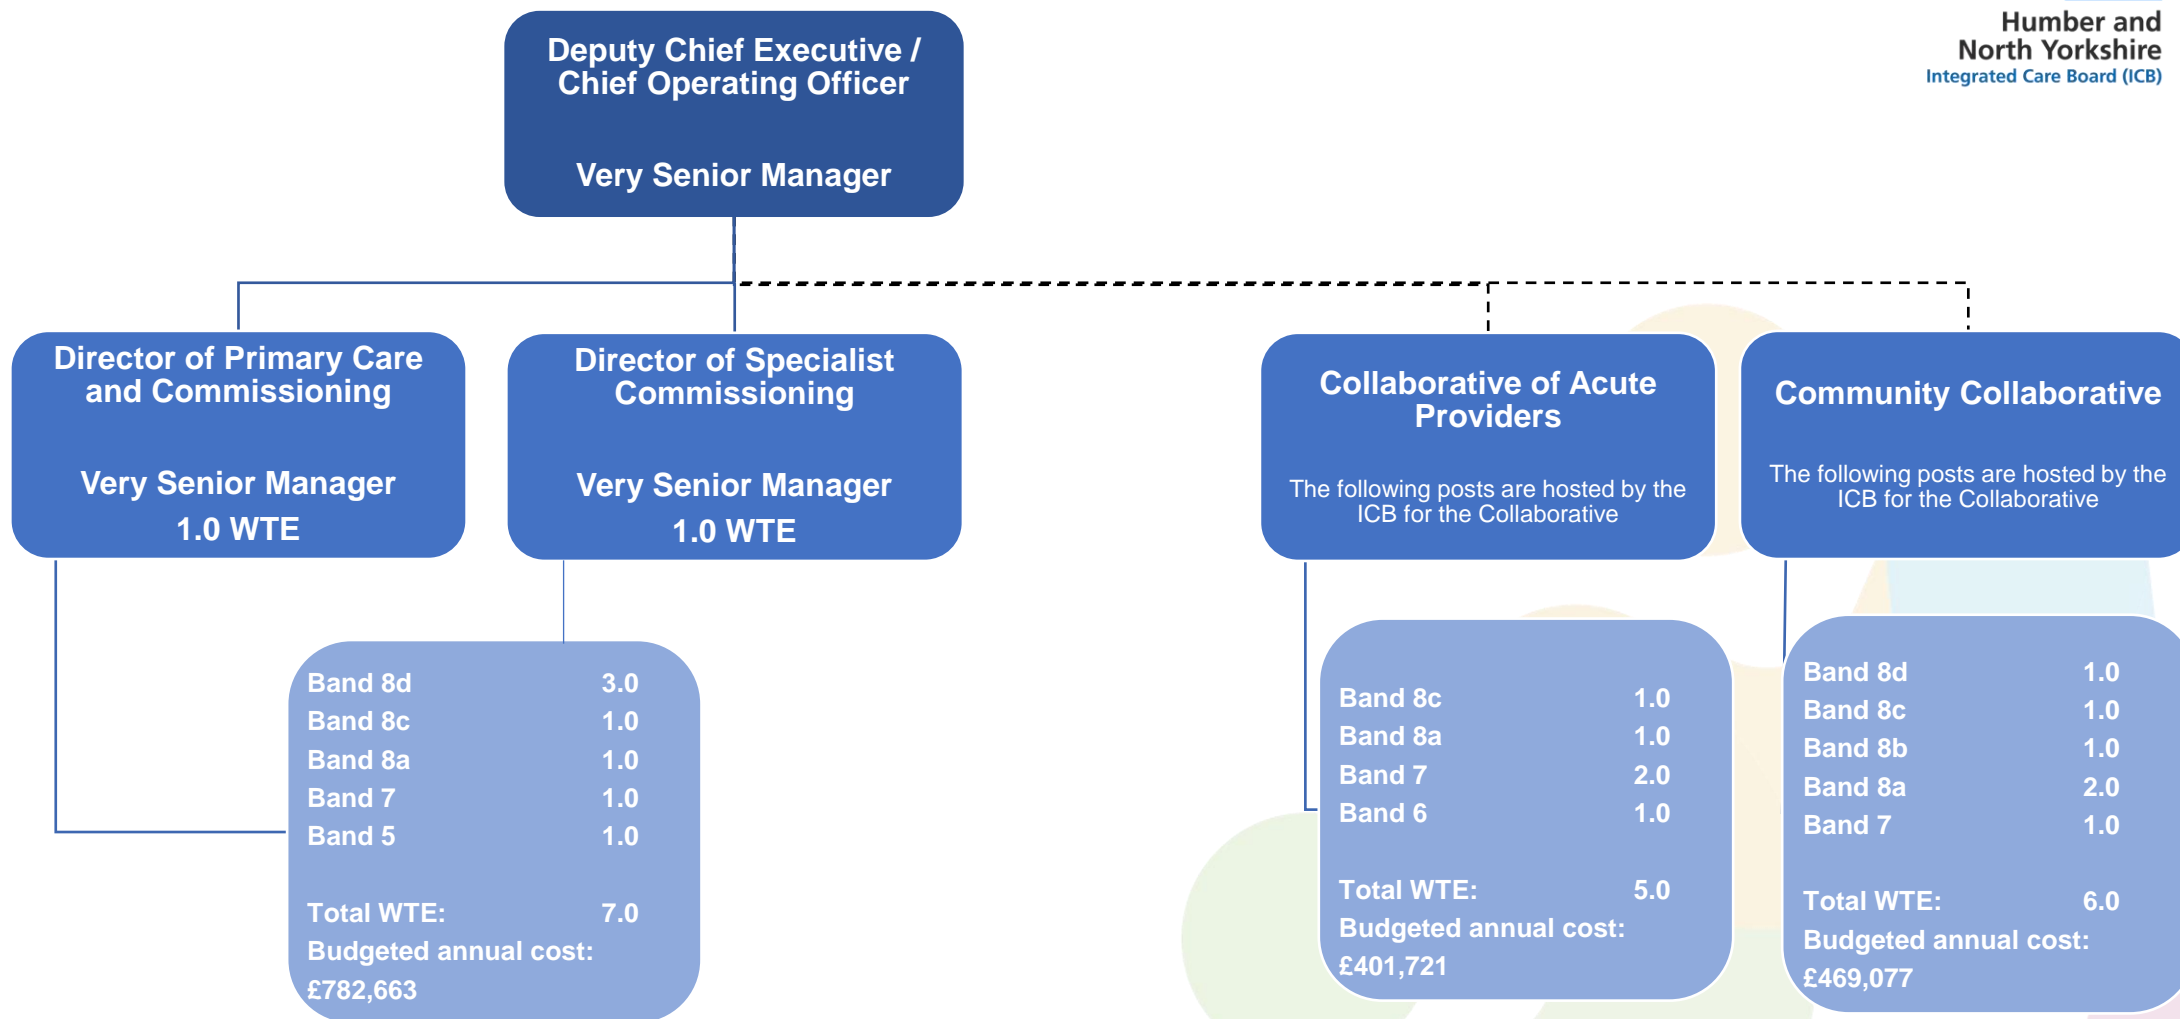 Humber and
North Yorkshire
Integrated Care Board (ICB)
Deputy Chief Executive /
Chief Operating Officer
Very Senior Manager
Director of Primary Care
and Commissioning
Very Senior Manager
1.0 WTE
Director of Specialist
Commissioning
Very Senior Manager
1.0 WTE
Collaborative of Acute
Providers
The following posts are hosted by the
ICB for the Collaborative
Community Collaborative
The following posts are hosted by the
ICB for the Collaborative
Band 8d 3.0
Band 8c 1.0
Band 8a 1.0
Band 7 1.0
Band 5 1.0
Total WTE: 7.0
Budgeted annual cost:
£782,663
Band 8c 1.0
Band 8a 1.0
Band 7 2.0
Band 6 1.0
Total WTE: 5.0
Budgeted annual cost:
£401,721
Band 8d 1.0
Band 8c 1.0
Band 8b 1.0
Band 8a 2.0
Band 7 1.0
Total WTE: 6.0
Budgeted annual cost:
£469,077